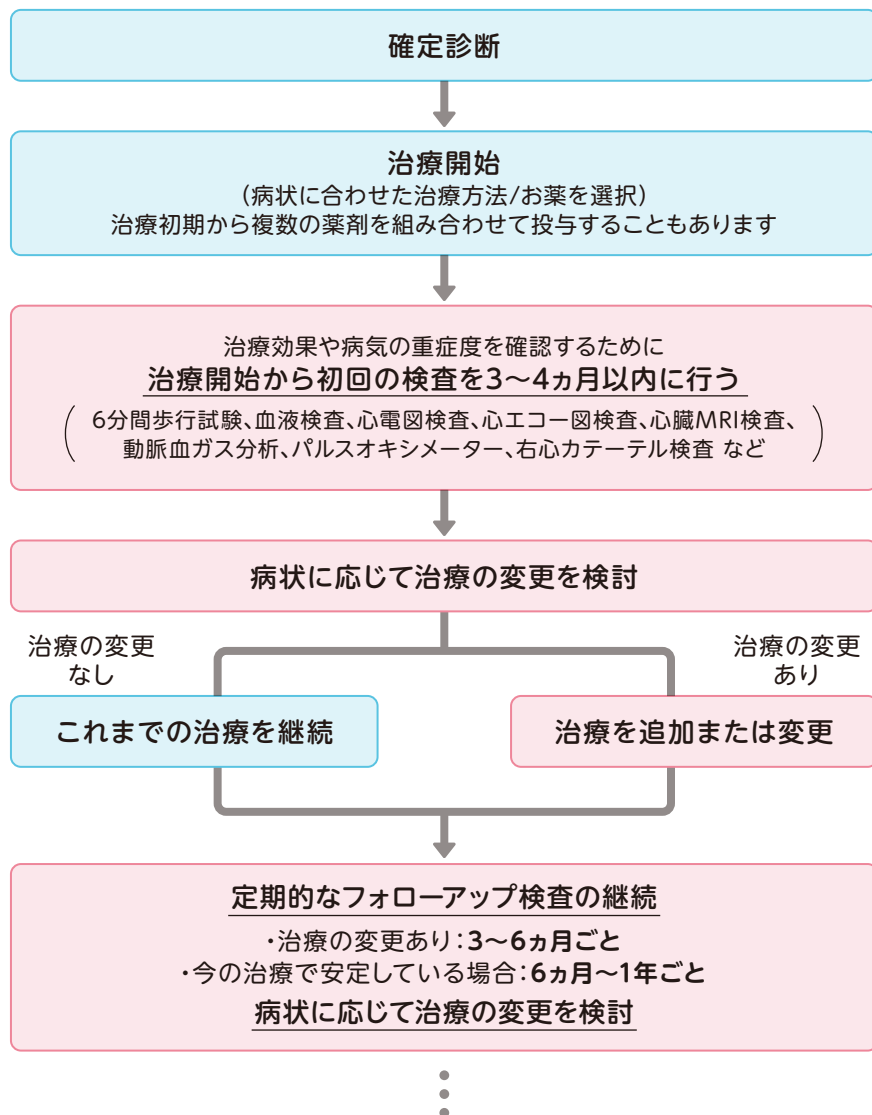 確定診断
治療開始
(病状に合わせた治療方法/お薬を選択)
治療初期から複数の薬剤を組み合わせて投与することもあります
治療効果や病気の重症度を確認するために
治療開始から初回の検査を3〜4ヵ月以内に行う
(6分間歩行試験、血液検査、心電図検査、心エコー図検査、心臓MRI検査、
動脈血ガス分析、パルスオキシメーター、右心カテーテル検査 など)
病状に応じて治療の変更を検討
治療の変更
なし
治療の変更
あり
これまでの治療を継続
治療を追加または変更
定期的なフォローアップ検査の継続
・治療の変更あり：3〜6ヵ月ごと
・今の治療で安定している場合：6ヵ月〜1年ごと
病状に応じて治療の変更を検討